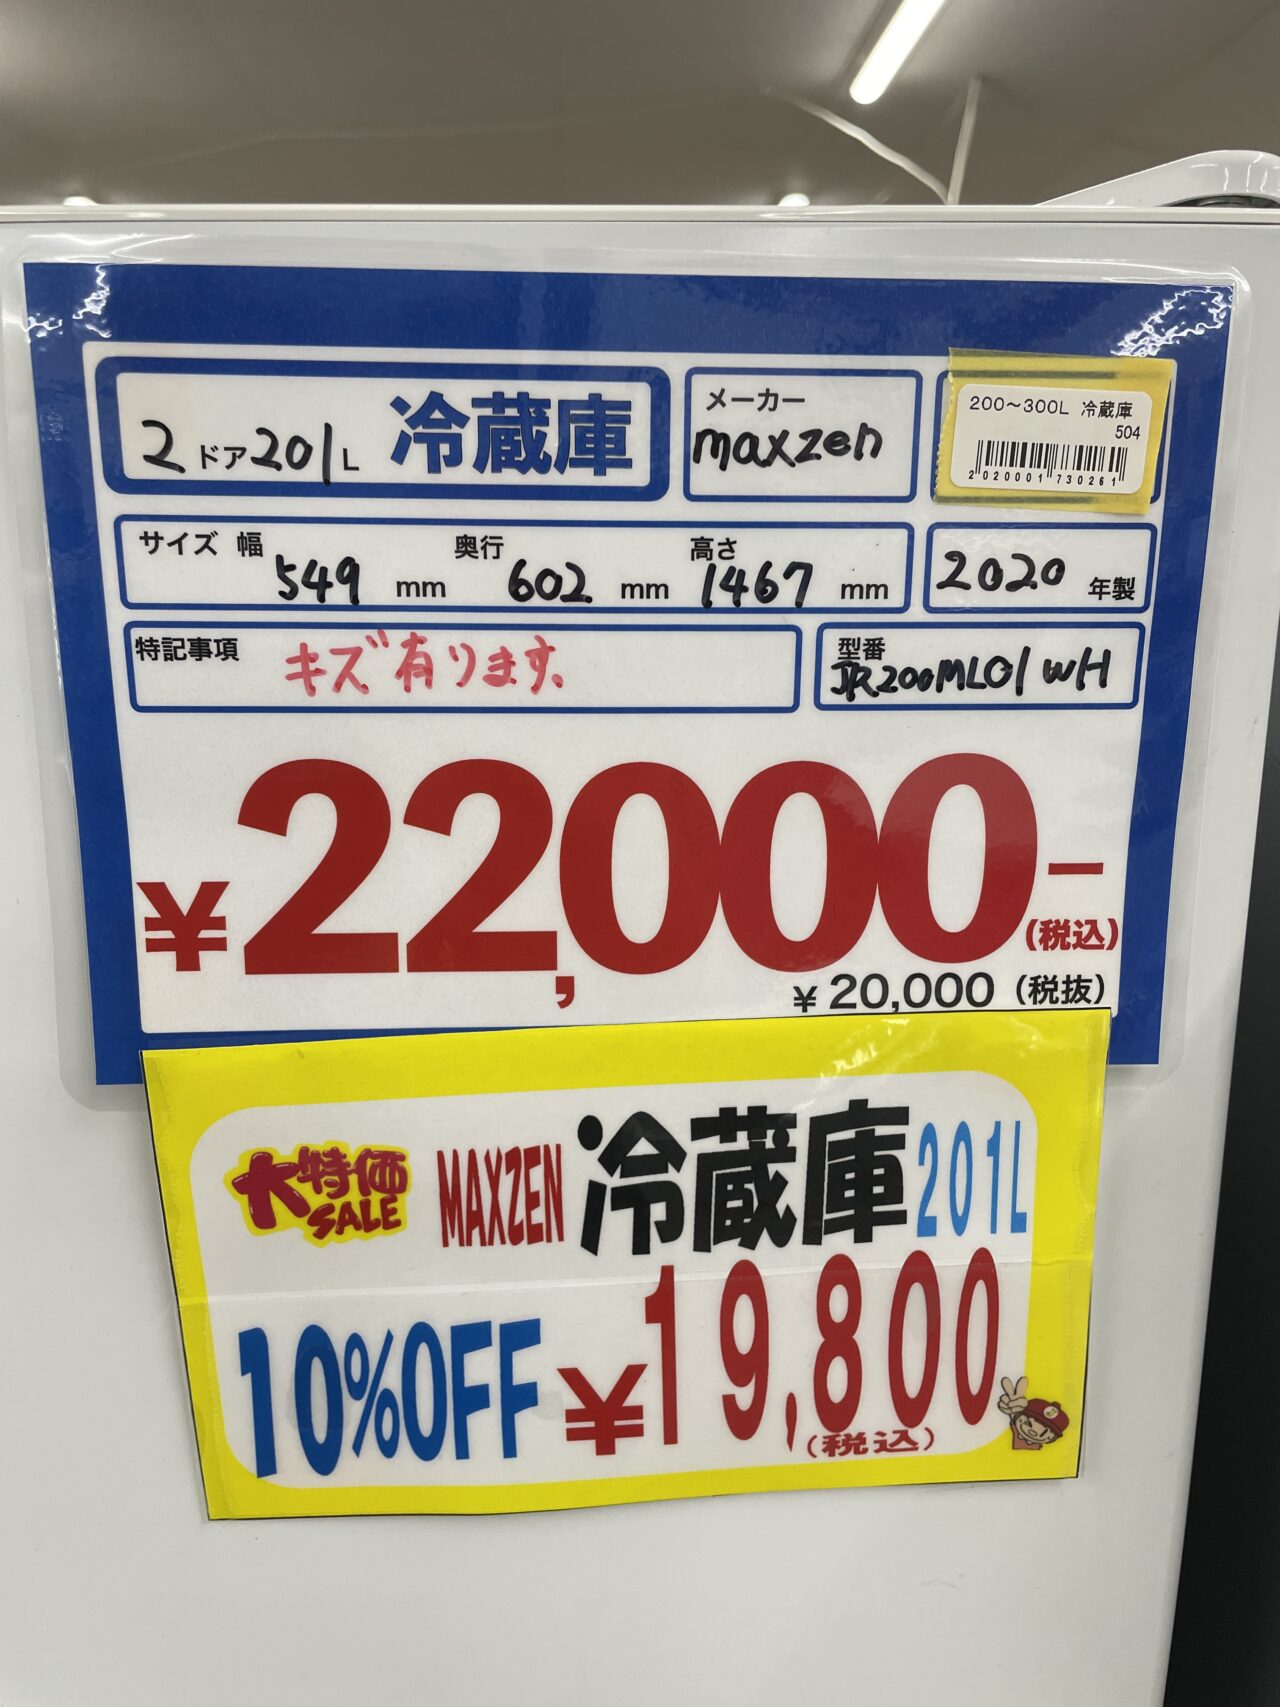 2ドア201L 冷蔵庫
メーカー
maxzen
200～300L 冷蔵庫
504
2020001730261
サイズ 幅 549 mm 奥行 602 mm 高さ 1467 mm
2020 年製
特記事項 キズ有ります、
型番
JR200ML01WH
¥22,000-
(税込)
¥20,000 (税抜)
大特価 SALE MAXZEN 冷蔵庫 201L
10%OFF ¥19,800
(税込)